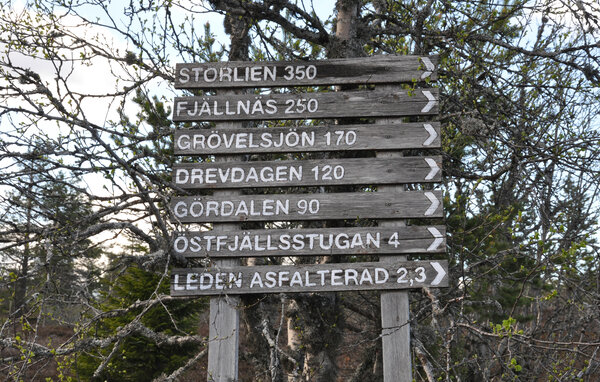 STORLIEN 350
FJÄLLNÄS 250
GRÖVELSJÖN 170
DREVDAGEN 120
GÖRDALEN 90
ÖSTFJÄLLSSTUGAN 4
LEDEN ASFALTERAD 2,3